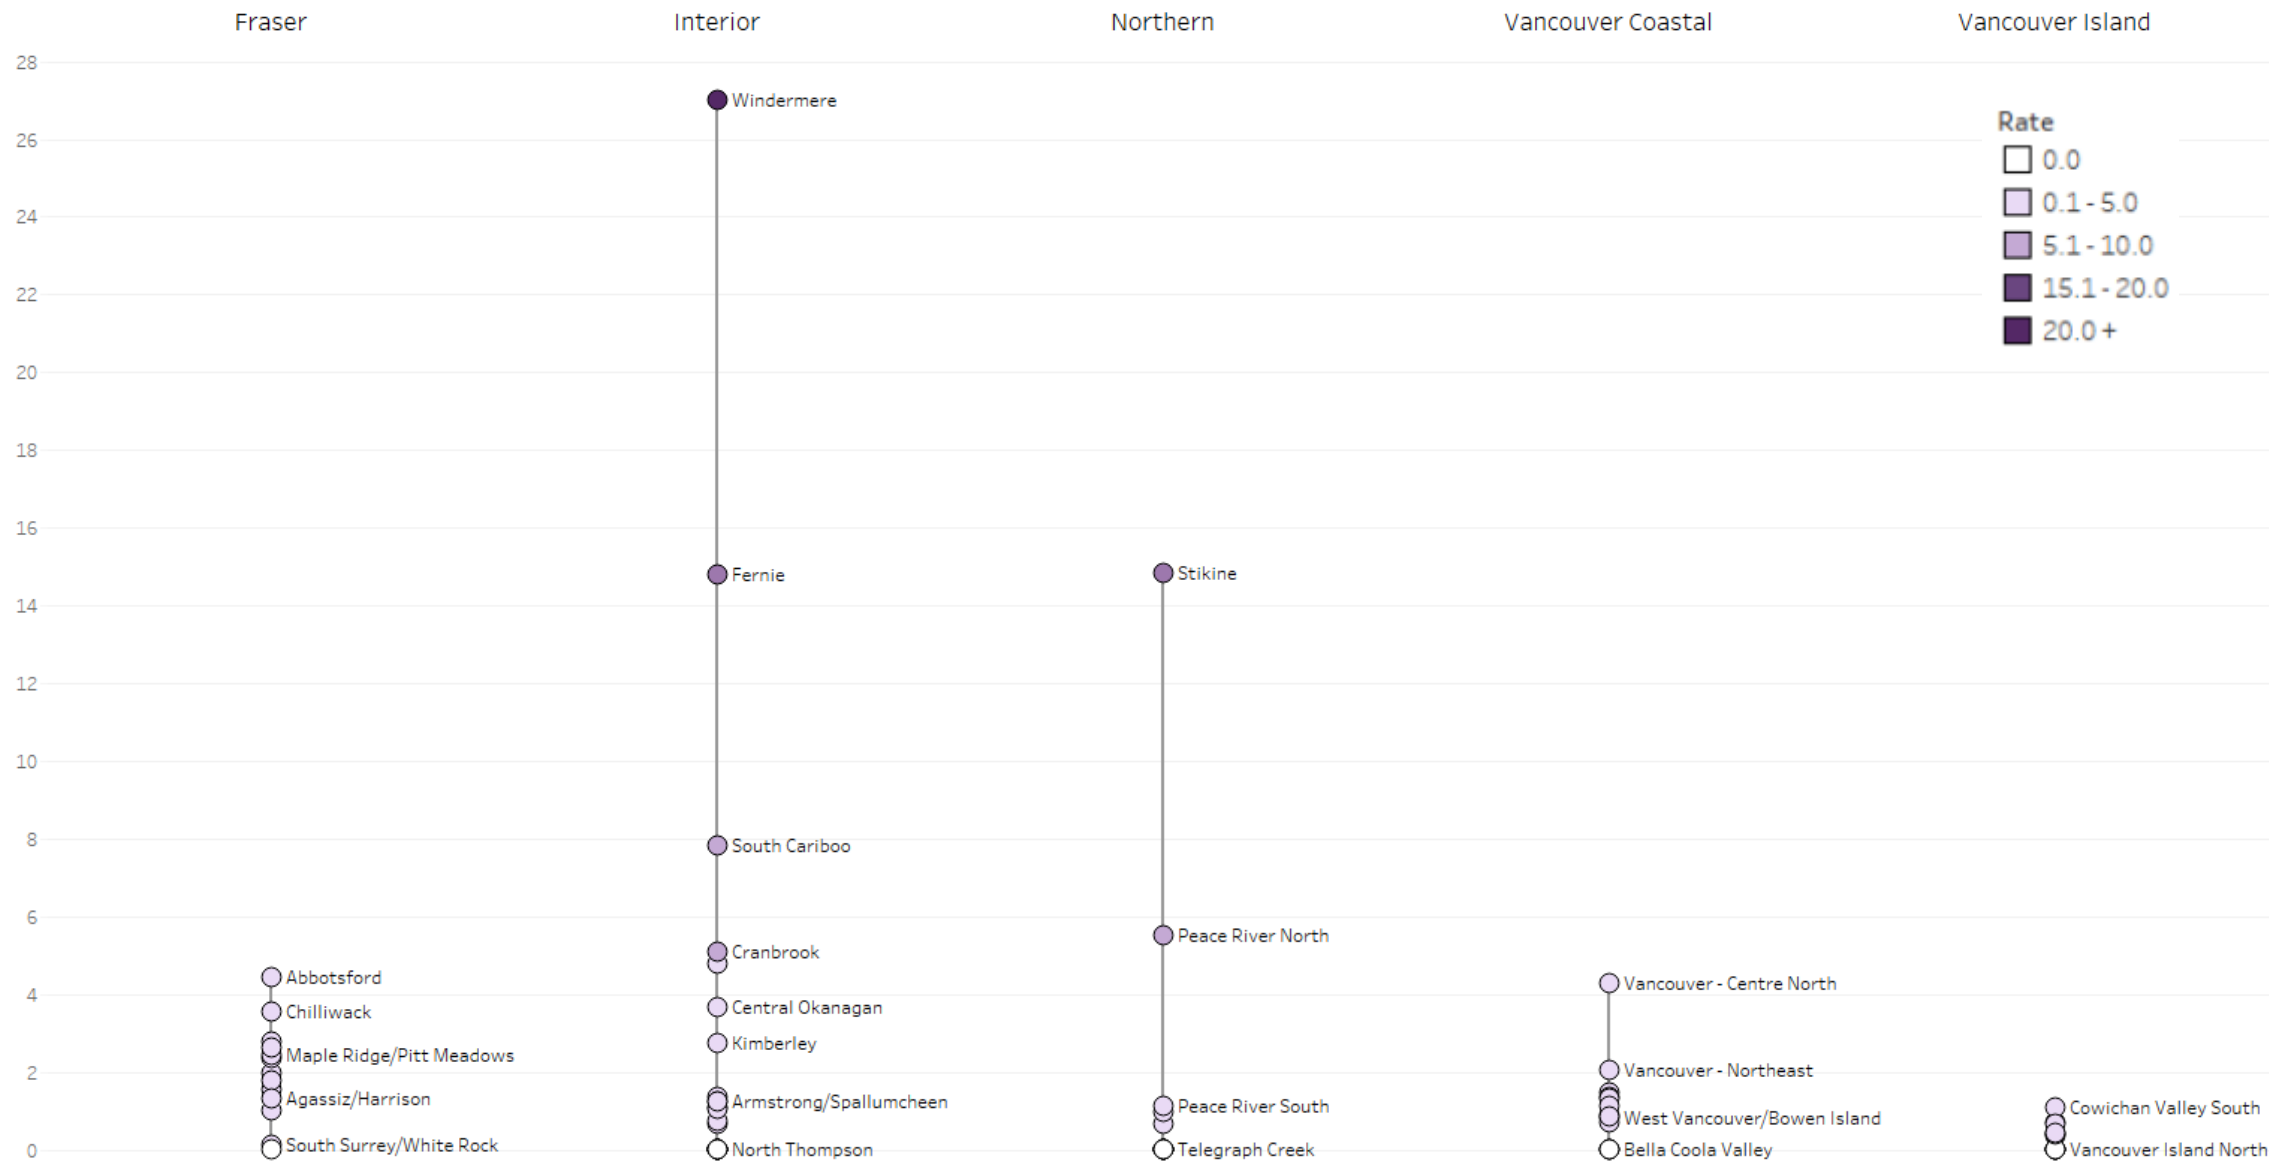 Fraser Interior Northern Vancouver Coastal Vancouver Island
28
Windermere
26
24
22
20
18
16
14
12
10
8
6
4
2
0
Rate
0.0
0.1 - 5.0
5.1 - 10.0
15.1 - 20.0
20.0 +
Abbotsford
Chilliwack
Maple Ridge/Pitt Meadows
Agassiz/Harrison
South Surrey/White Rock
Fernie
South Cariboo
Cranbrook
Central Okanagan
Kimberley
Armstrong/Spallumcheen
North Thompson
Stikine
Peace River North
Peace River South
Telegraph Creek
Vancouver - Centre North
Vancouver - Northeast
West Vancouver/Bowen Island
Bella Coola Valley
Cowichan Valley South
Vancouver Island North